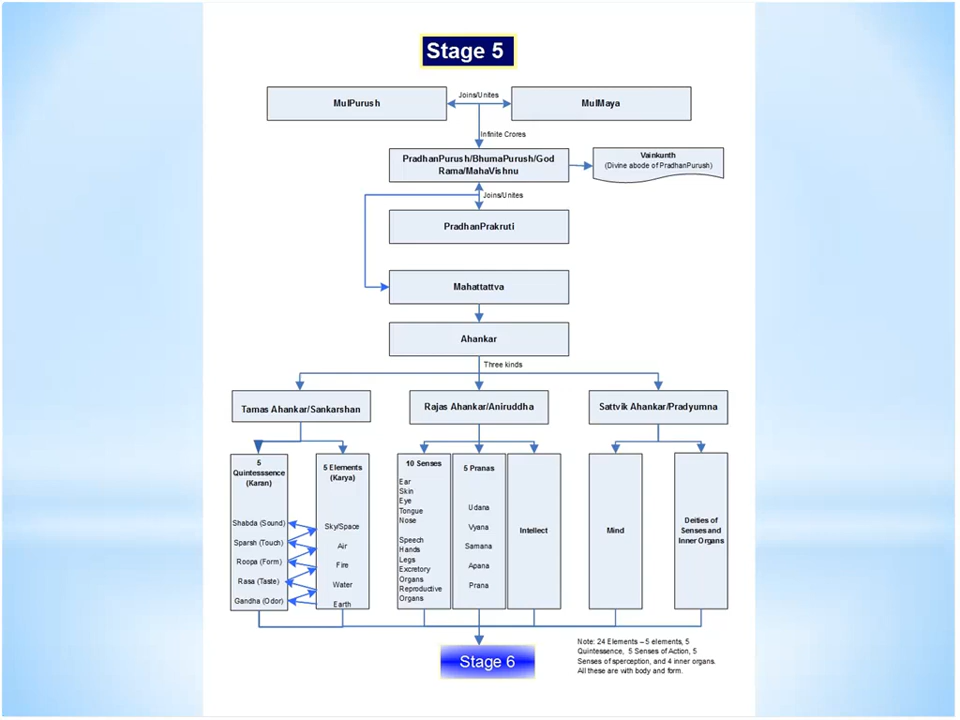 Stage 5
Joins/Unites
MulPurush
MulMaya
Infinite Crores
PradhanPurush/BhumaPurush/God
Rama/MahaVishnu
Vainkunth
(Divine abode of PradhanPurush)
Joins/Unites
PradhanPrakruti
Mahattattva
Ahankar
Three kinds
Tamas Ahankar/Sankarshan
Rajas Ahankar/Aniruddha
Sattvik Ahankar/Pradyumna
5
Quintesssence
(Karan)
Shabda (Sound)
Sparsh (Touch)
Roopa (Form)
Rasa (Taste)
Gandha (Odor)
5 Elements
(Karya)
Sky/Space
Air
Fire
Water
Earth
10 Senses
Ear
Skin
Eye
Tongue
Nose
Speech
Hands
Legs
Excretory
Organs
Reproductive
Organs
5 Pranas
Udana
Vyana
Samana
Apana
Prana
Intellect
Mind
Deities of
Senses and
Inner Organs
Stage 6
Note: 24 Elements – 5 elements, 5
Quintessence, 5 Senses of Action, 5
Senses of sperception, and 4 inner organs.
All these are with body and form.